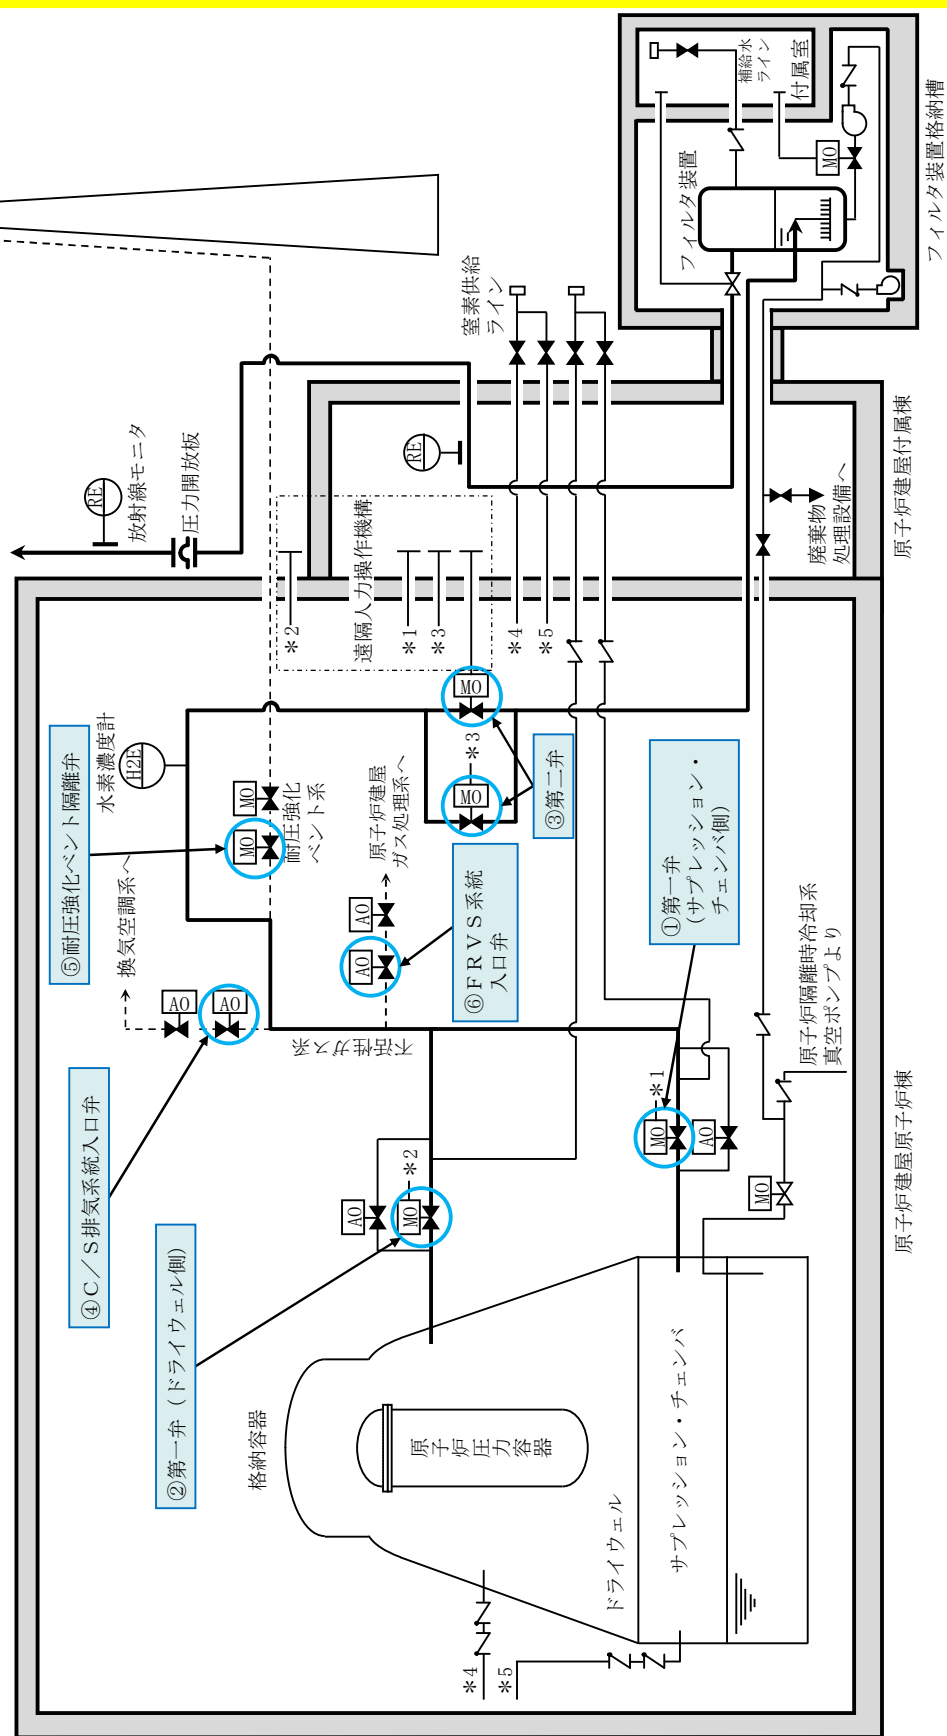 フィルタ装置格納槽
付属室
補給水
ライン
フィルタ装置
MO
窒素供給
ライン
原子炉建屋付属棟
放射線モニタ
RE
圧力開放板
RE
遠隔人力操作機構
*2
*1
*3
*4
*5
廃棄物
処理設備へ
⑤耐圧強化ベント隔離弁
水素濃度計
H2E
MO
MO
耐圧強化
ベント系
換気空調系へ
AO
AO
④C/S排気系統入口弁
原子炉建屋
ガス処理系へ
AO
AO
⑥FRVS系統
入口弁
MO
MO
*3
③第二弁
不活性ガス系
①第一弁
(サプレッション・
チェンバ側)
MO
*1
AO
②第一弁(ドライウェル側)
AO
MO
*2
原子炉隔離時冷却系
真空ポンプより
MO
原子炉建屋原子炉棟
格納容器
原子炉圧力容器
ドライウェル
サプレッション・チェンバ
*4
*5